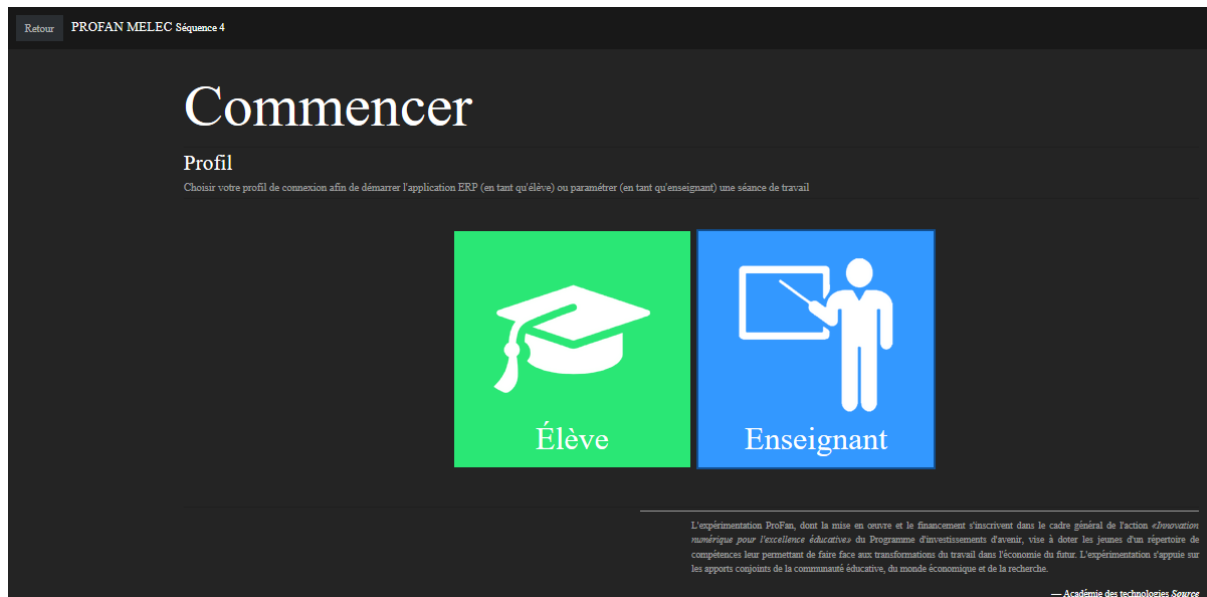 Retour PROFAN MELEC Séquence 4
Commencer
Profil
Choisir votre profil de connexion afin de démarrer l'application ERP (en tant qu'élève) ou paramétrer (en tant qu'enseignant) une séance de travail
Élève
Enseignant
L'expérimentation ProFan, dont la mise en œuvre et le financement s'inscrivent dans le cadre général de l'action «Innovation
numérique pour l'excellence éducative» du Programme d'investissements d'avenir, vise à doter les jeunes d'un répertoire de
compétences leur permettant de faire face aux transformations du travail dans l'économie du futur. L'expérimentation s'appuie sur
les apports conjoints de la communauté éducative, du monde économique et de la recherche.
— Académie des technologies Source